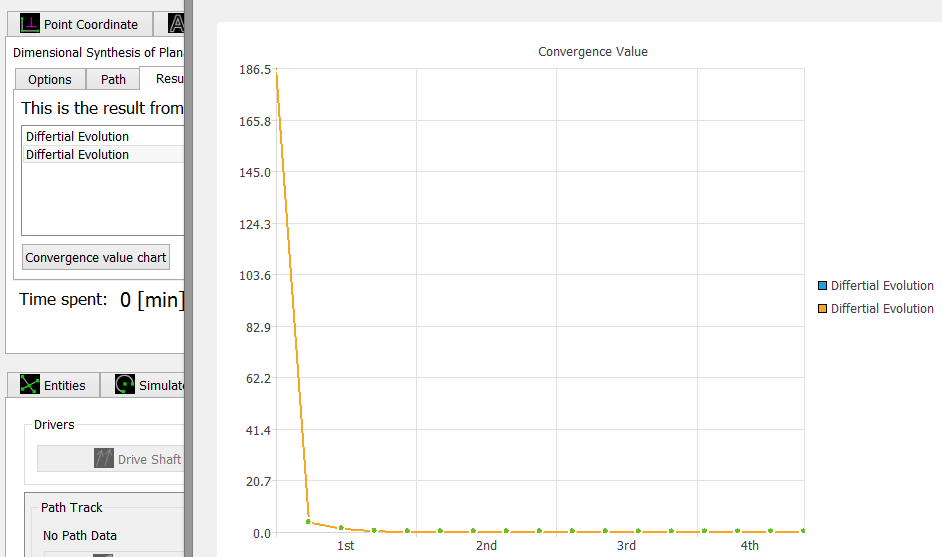 Point Coordinate
A
Dimensional Synthesis of Plan
Options
Path
Resu
This is the result from
Differtial Evolution
Differtial Evolution
Convergence value chart
Time spent: 0 [min]
Entities
Simulate
Drivers
Drive Shaft
Path Track
No Path Data
Convergence Value
186.5
165.8
145.0
124.3
103.6
82.9
62.2
41.4
20.7
0.0
1st
2nd
3rd
4th
Differtial Evolution
Differtial Evolution